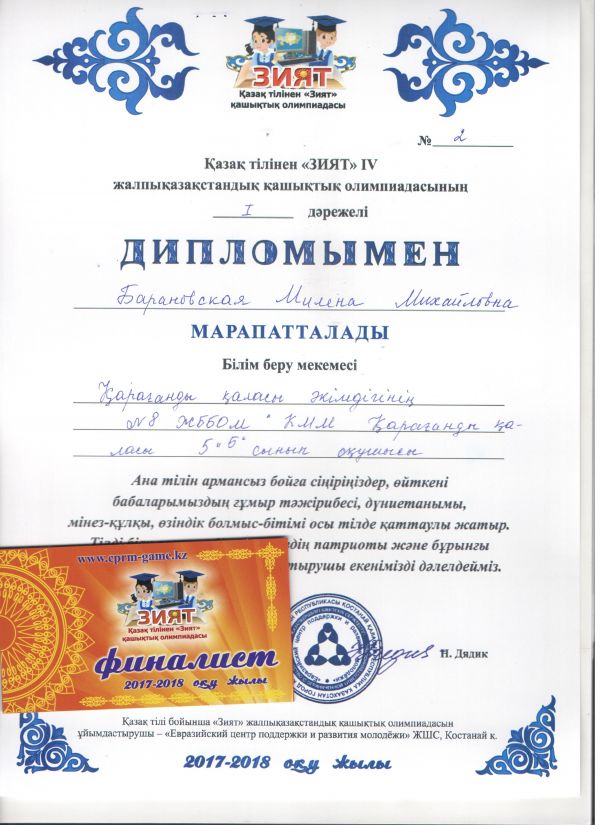 ЗИЯТ
Қазақ тілінен «Зият»
қашықтық олимпиадасы
№ 2
Қазақ тілінен «ЗИЯТ» IV
жалпықазақстандық қашықтық олимпиадасының
I дәрежелі
ДИПЛОМЫМЕН
Барановская Милена Михайловна
МАРАПАТТАЛАДЫ
Білім беру мекемесі
Қарағанды қаласы әкімдігінің
№8 ЖББОМ" КММ Қарағанды қа-
ласы 5"Б" сынып оқушысы
Ана тілін армансыз бойға сіңіріңіздер, өйткені
бабаларымыздың ғұмыр тәжірибесі, дүниетанымы,
мінез-құлқы, өзіндік болмыс-бітімі осы тілде қаттаулы жатыр.
патриоты және бұрынғы
екенімізді дәлелдейміз.
www.cprm-game.kz
ЗИЯТ
Қазақ тілінен «Зият»
қашықтық олимпиадасы
финалист
2017-2018 оқу жылы
Н. Дядик
Қазақ тілі бойынша «Зият» жалпықазақстандық қашықтық олимпиадасын
ұйымдастырушы – «Евразийский центр поддержки и развития молодёжи» ЖШС, Қостанай қ.
2017-2018 оқу жылы